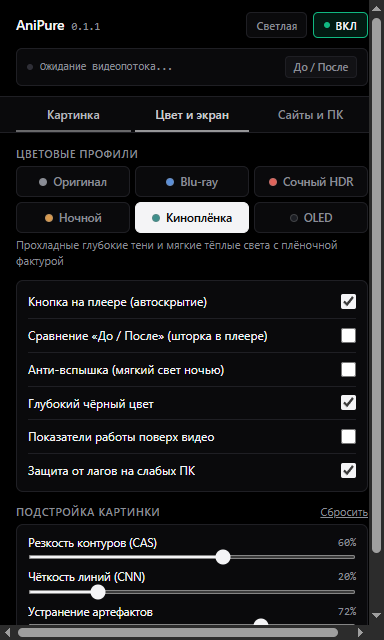 AniPure 0.1.1
Светлая
ВКЛ
Ожидание видеопотока...
До / После
Картинка
Цвет и экран
Сайты и ПК
ЦВЕТОВЫЕ ПРОФИЛИ
Оригинал
Blu-ray
Сочный HDR
Ночной
Киноплёнка
OLED
Прохладные глубокие тени и мягкие тёплые света с плёночной
фактурой
Кнопка на плеере (автоскрытие)
Сравнение «До / После» (шторка в плеере)
Анти-вспышка (мягкий свет ночью)
Глубокий чёрный цвет
Показатели работы поверх видео
Защита от лагов на слабых ПК
ПОДСТРОЙКА КАРТИНКИ
Сбросить
Резкость контуров (CAS)
60%
Чёткость линий (CNN)
20%
Устранение артефактов
72%